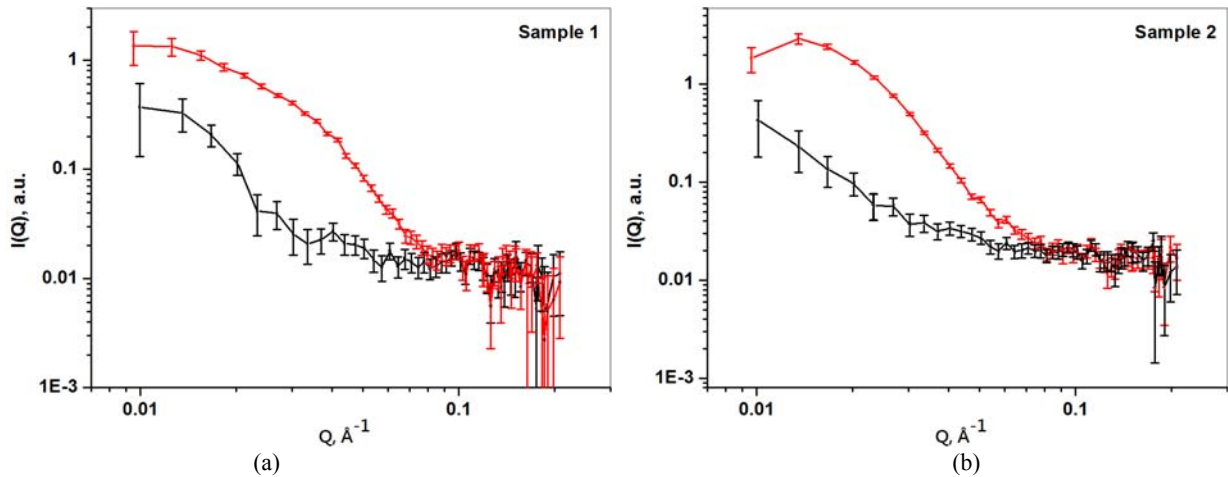 Sample 1
I(Q), a.u.
1
0.1
0.01
1E-3
0.01
0.1
Q, Å⁻¹
(a)
Sample 2
I(Q), a.u.
1
0.1
0.01
1E-3
0.01
0.1
Q, Å⁻¹
(b)